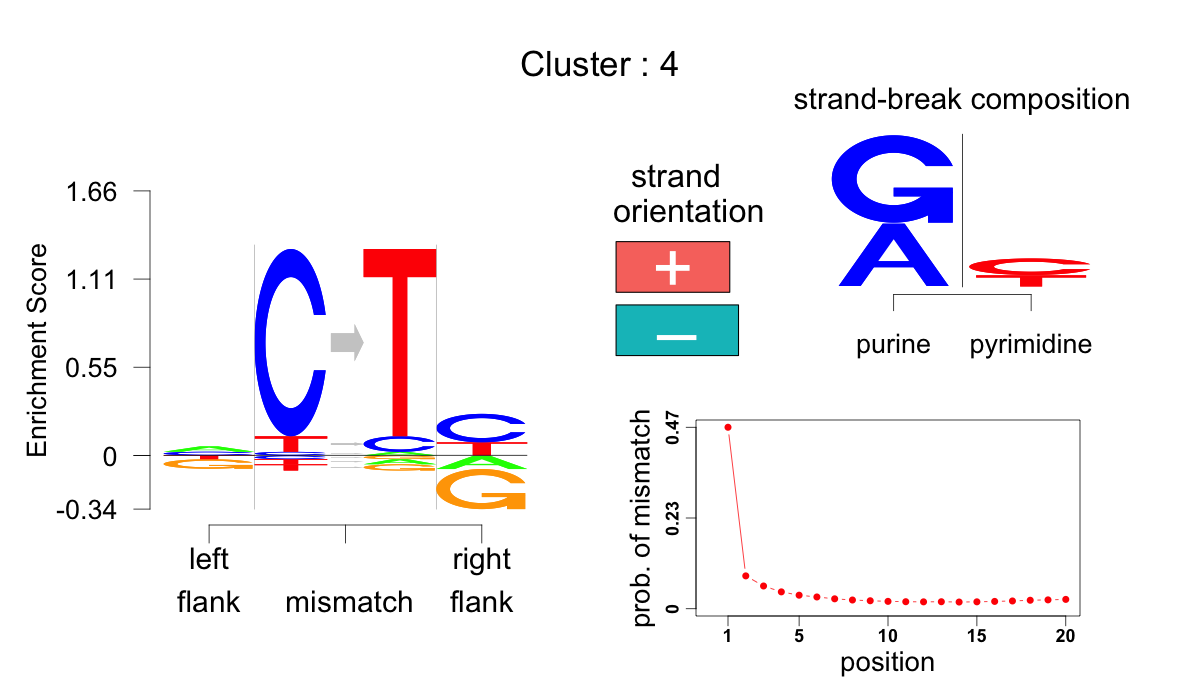 Cluster : 4
strand-break composition
G
A
C
T
purine
pyrimidine
strand
orientation
+
−
Enrichment Score
1.66
1.11
0.55
0
-0.34
A
C
T
G
C
T
C
T
T
C
A
G
A
G
C
T
A
G
left
flank
mismatch
right
flank
prob. of mismatch
0.47
0.23
0
1
5
10
15
20
position